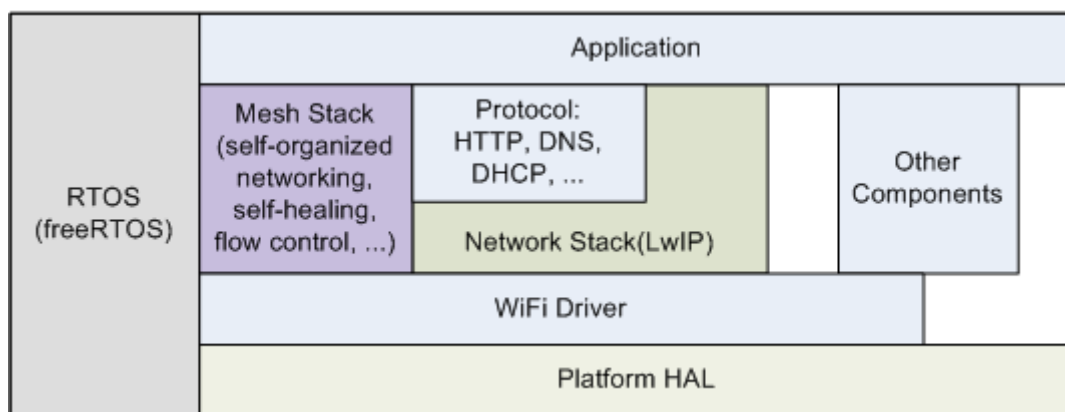 Application
Mesh Stack
(self-organized
networking,
self-healing,
flow control, ...)
Protocol:
HTTP, DNS,
DHCP, ...
Other
Components
RTOS
(freeRTOS)
Network Stack(LwIP)
WiFi Driver
Platform HAL